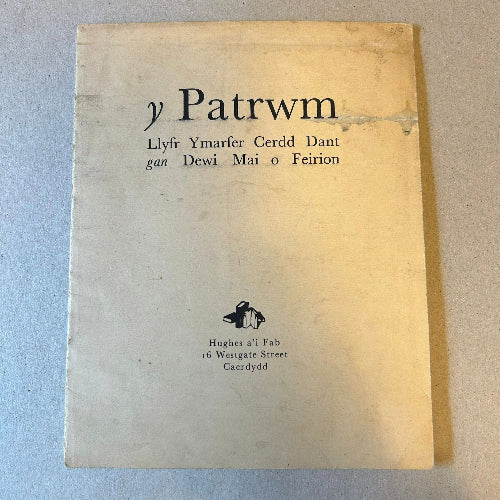 y Patrwm
Llyfr Ymarfer Cerdd Dant
gan Dewi Mai o Feirion
Hughes a'i Fab
16 Westgate Street
Caerdydd